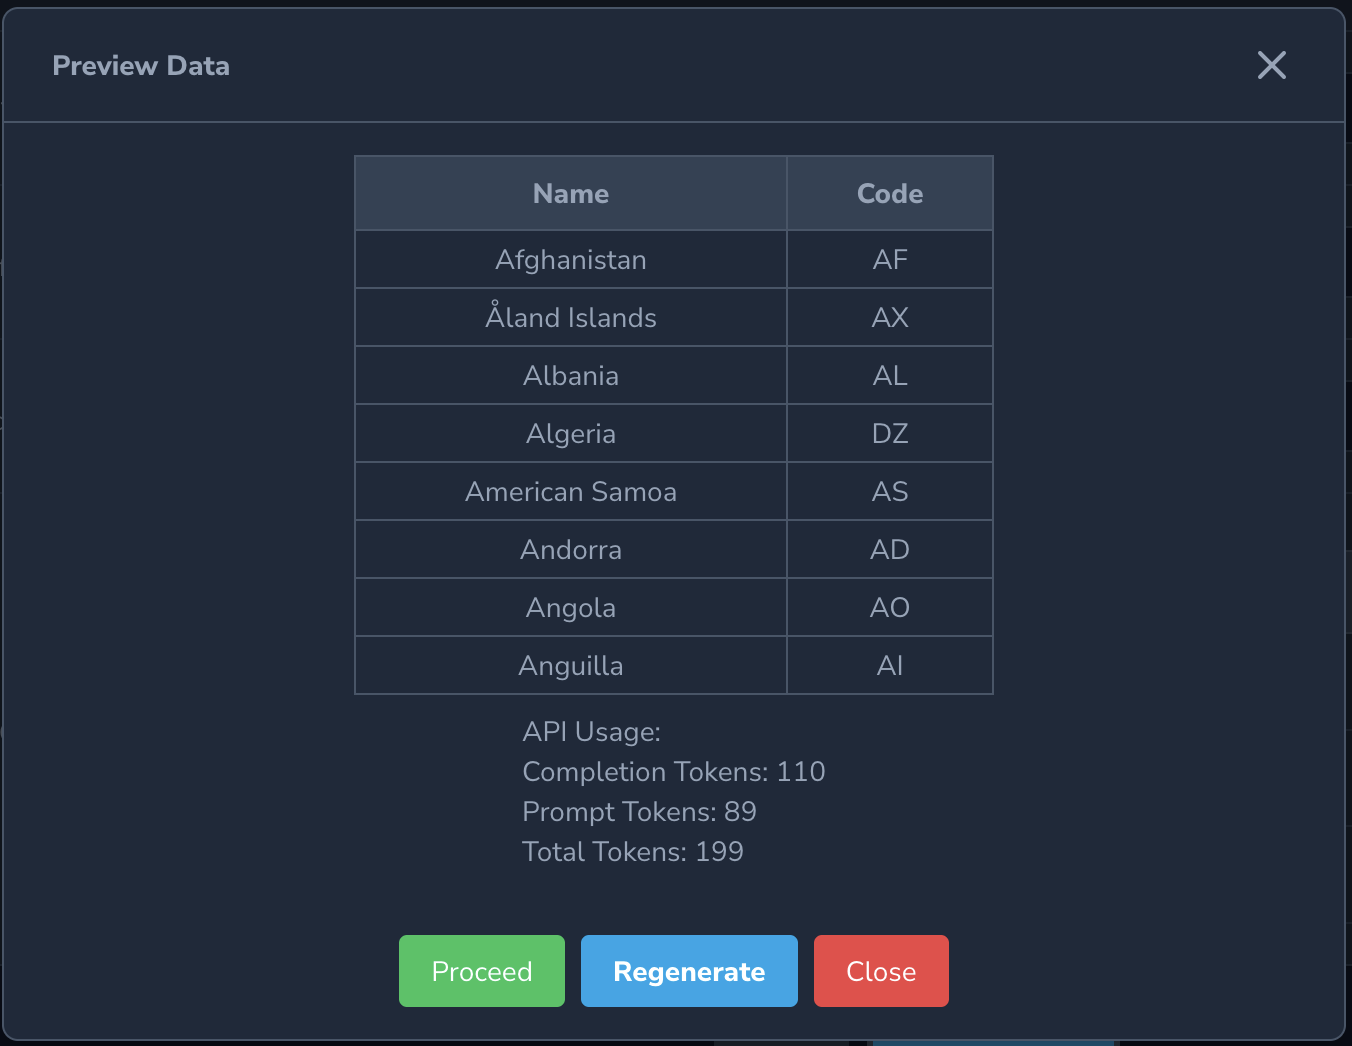 Preview Data
Name Code
Afghanistan AF
Åland Islands AX
Albania AL
Algeria DZ
American Samoa AS
Andorra AD
Angola AO
Anguilla AI
API Usage:
Completion Tokens: 110
Prompt Tokens: 89
Total Tokens: 199
Proceed Regenerate Close